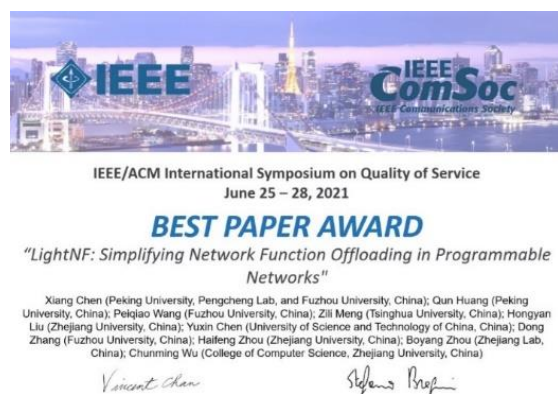 IEEE
IEEE
ComSoc
IEEE Communications Society
IEEE/ACM International Symposium on Quality of Service
June 25 – 28, 2021
BEST PAPER AWARD
“LightNF: Simplifying Network Function Offloading in Programmable
Networks"
Xiang Chen (Peking University, Pengcheng Lab, and Fuzhou University, China); Qun Huang (Peking
University, China); Peiqiao Wang (Fuzhou University, China); Zili Meng (Tsinghua University, China); Hongyan
Liu (Zhejiang University, China); Yuxin Chen (University of Science and Technology of China, China); Dong
Zhang (Fuzhou University, China); Haifeng Zhou (Zhejiang University, China); Boyang Zhou (Zhejiang Lab,
China); Chunming Wu (College of Computer Science, Zhejiang University, China)
Vincent Chan
Stefano Bregni